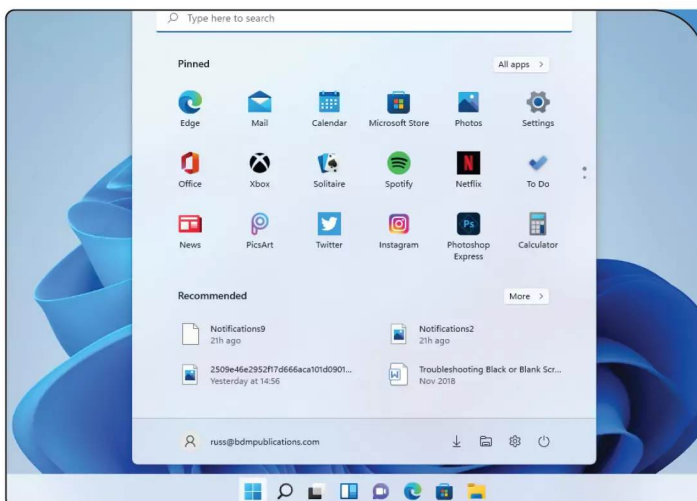 Type here to search
Pinned
All apps >
Edge
Mail
Calendar
Microsoft Store
Photos
Settings
Office
Xbox
Solitaire
Spotify
Netflix
To Do
News
PicsArt
Twitter
Instagram
Ps
Photoshop
Express
Calculator
Recommended
More >
Notifications9
21h ago
Notifications2
21h ago
2509e46e2952f17d666aca101d0901...
Yesterday at 14:56
Troubleshooting Black or Blank Scr...
Nov 2018
russ@bdmpublications.com